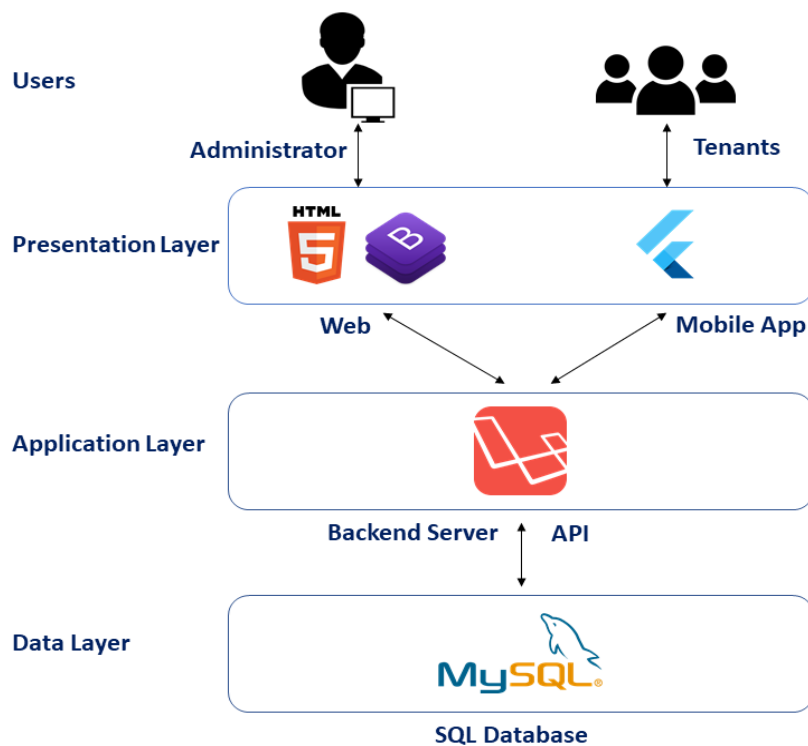 Users
Administrator
Tenants
Presentation Layer
HTML
5
B
Web
Mobile App
Application Layer
Backend Server
API
Data Layer
MySQL®
SQL Database